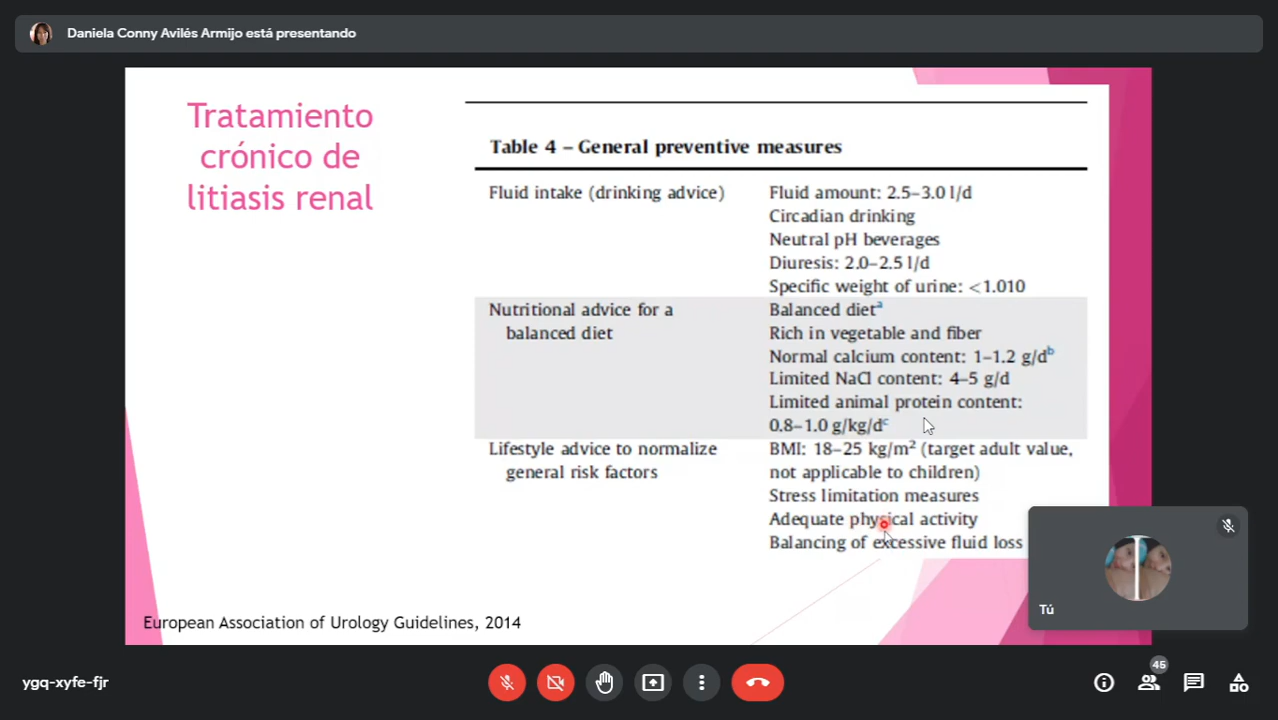 Daniela Conny Avilés Armijo está presentando
Tratamiento
crónico de
litiasis renal
Table 4 – General preventive measures
Fluid intake (drinking advice)
Fluid amount: 2.5–3.0 l/d
Circadian drinking
Neutral pH beverages
Diuresis: 2.0–2.5 l/d
Specific weight of urine: <1.010
Nutritional advice for a
balanced diet
Balanced dietᵃ
Rich in vegetable and fiber
Normal calcium content: 1–1.2 g/dᵇ
Limited NaCl content: 4–5 g/d
Limited animal protein content:
0.8–1.0 g/kg/dᶜ
Lifestyle advice to normalize
general risk factors
BMI: 18–25 kg/m² (target adult value,
not applicable to children)
Stress limitation measures
Adequate physical activity
Balancing of excessive fluid loss
European Association of Urology Guidelines, 2014
Tú
ygq-xyfe-fjr
45